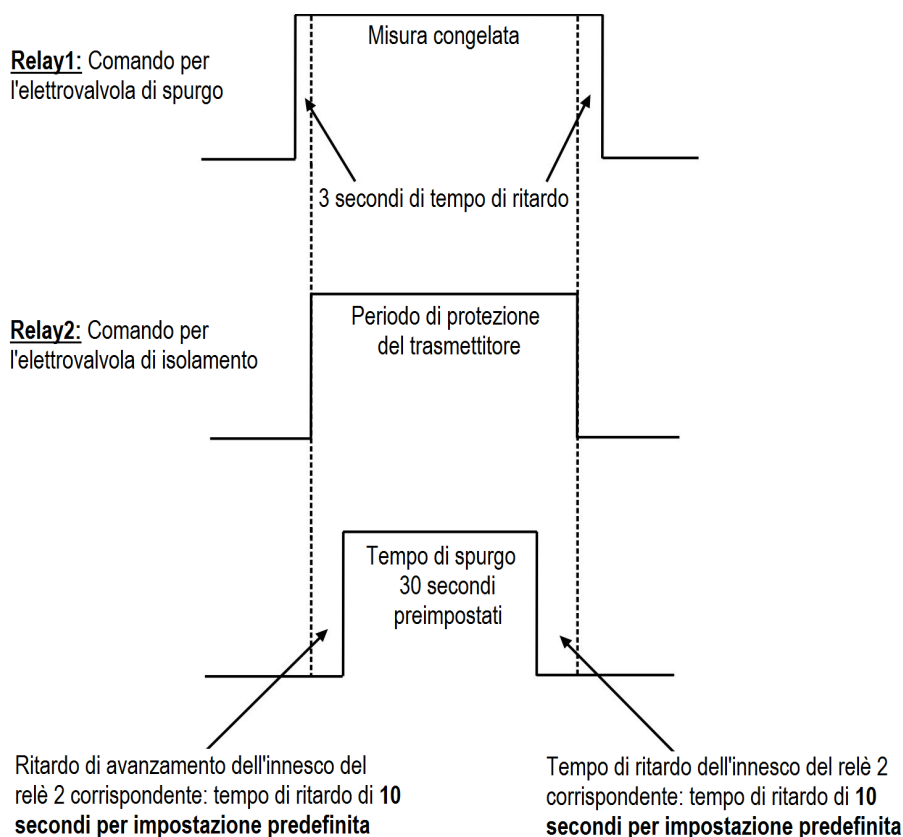 Misura congelata
Relay1: Comando per
l'elettrovalvola di spurgo
3 secondi di tempo di ritardo
Periodo di protezione
del trasmettitore
Relay2: Comando per
l'elettrovalvola di isolamento
Tempo di spurgo
30 secondi
preimpostati
Ritardo di avanzamento dell'innesco del
relè 2 corrispondente: tempo di ritardo di 10
secondi per impostazione predefinita
Tempo di ritardo dell'innesco del relè 2
corrispondente: tempo di ritardo di 10
secondi per impostazione predefinita